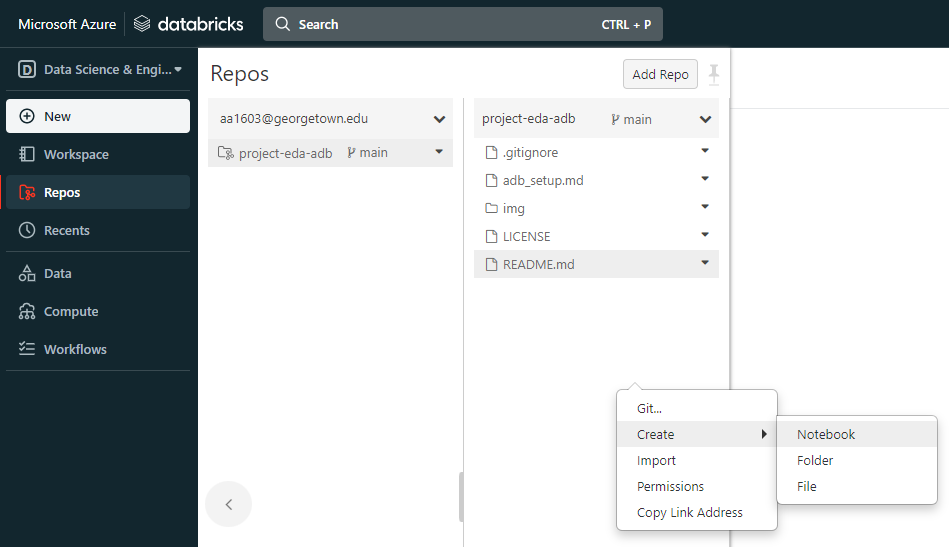 Microsoft Azure
databricks
Search
CTRL + P
D
Data Science & Engi...
New
Workspace
Repos
Recents
Data
Compute
Workflows
Repos
Add Repo
aa1603@georgetown.edu
project-eda-adb
main
project-eda-adb
main
.gitignore
adb_setup.md
img
LICENSE
README.md
Git...
Create
Import
Permissions
Copy Link Address
Notebook
Folder
File